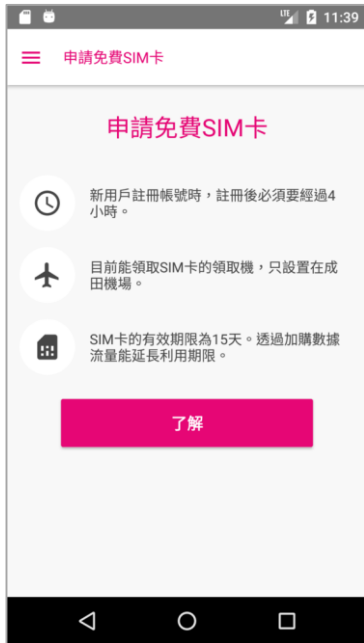 LTE 11:39
申請免費SIM卡
申請免費SIM卡
新用戶註冊帳號時，註冊後必須要經過4
小時。
目前能領取SIM卡的領取機，只設置在成
田機場。
SIM卡的有效期限為15天。透過加購數據
流量能延長利用期限。
了解